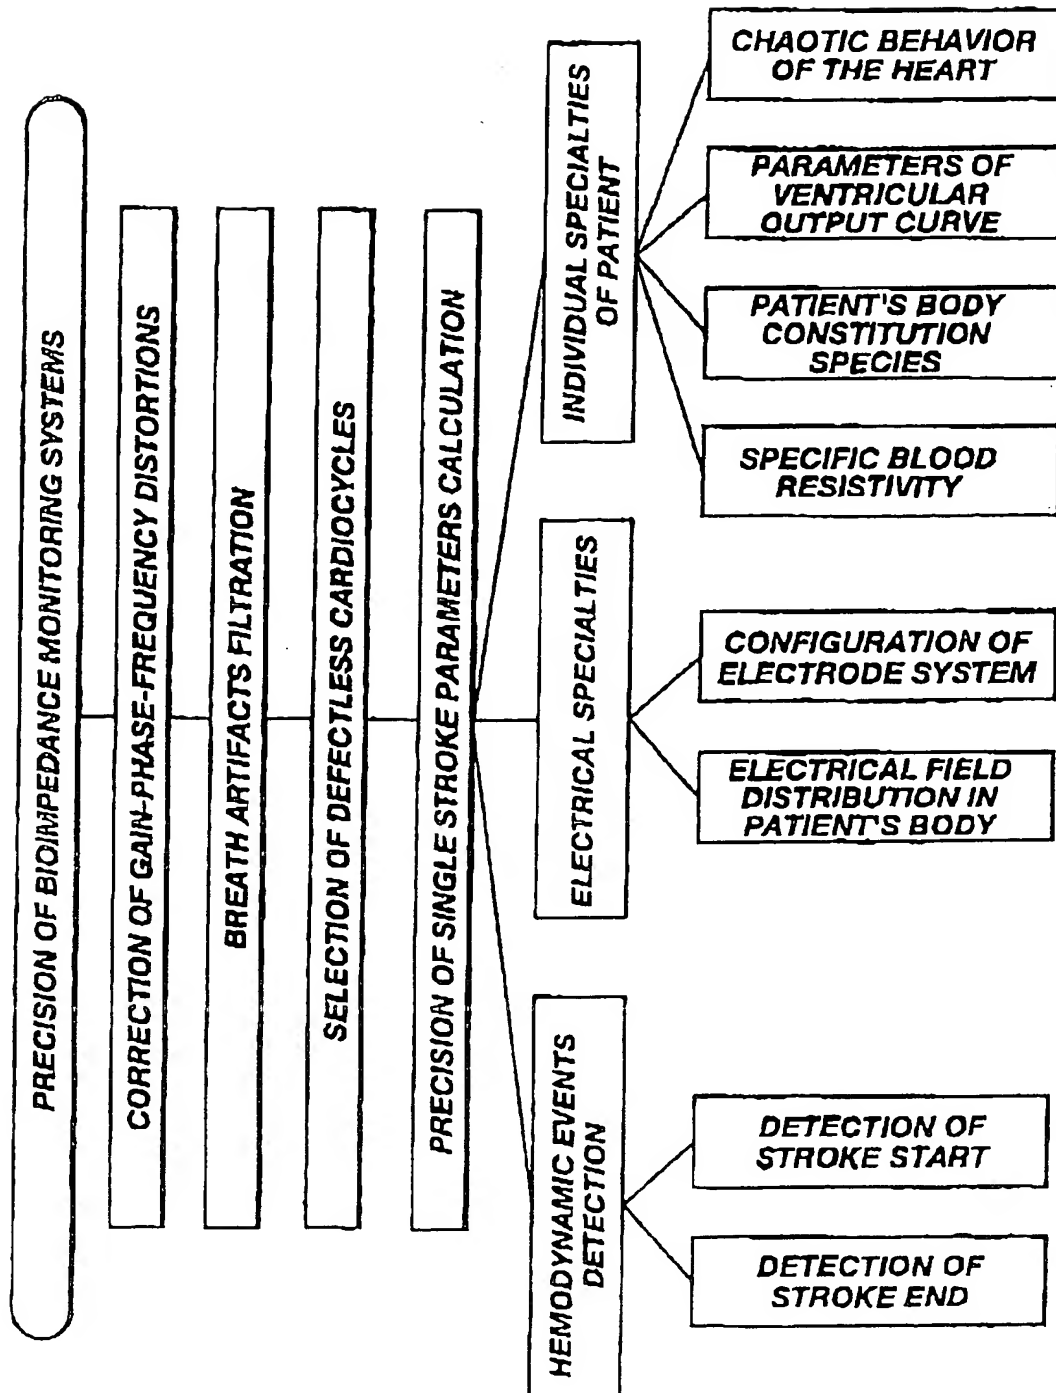 PRECISION OF BIOIMPEDANCE MONITORING SYSTEMS
CORRECTION OF GAIN-PHASE-FREQUENCY DISTORTIONS
BREATH ARTIFACTS FILTRATION
SELECTION OF DEFECTLESS CARDIOCYCLES
PRECISION OF SINGLE STROKE PARAMETERS CALCULATION
INDIVIDUAL SPECIALTIES
OF PATIENT
CHAOTIC BEHAVIOR
OF THE HEART
PARAMETERS OF
VENTRICULAR
OUTPUT CURVE
PATIENT'S BODY
CONSTITUTION
SPECIES
SPECIFIC BLOOD
RESISTIVITY
ELECTRICAL SPECIALTIES
CONFIGURATION OF
ELECTRODE SYSTEM
ELECTRICAL FIELD
DISTRIBUTION IN
PATIENT'S BODY
HEMODYNAMIC EVENTS
DETECTION
DETECTION OF
STROKE START
DETECTION OF
STROKE END